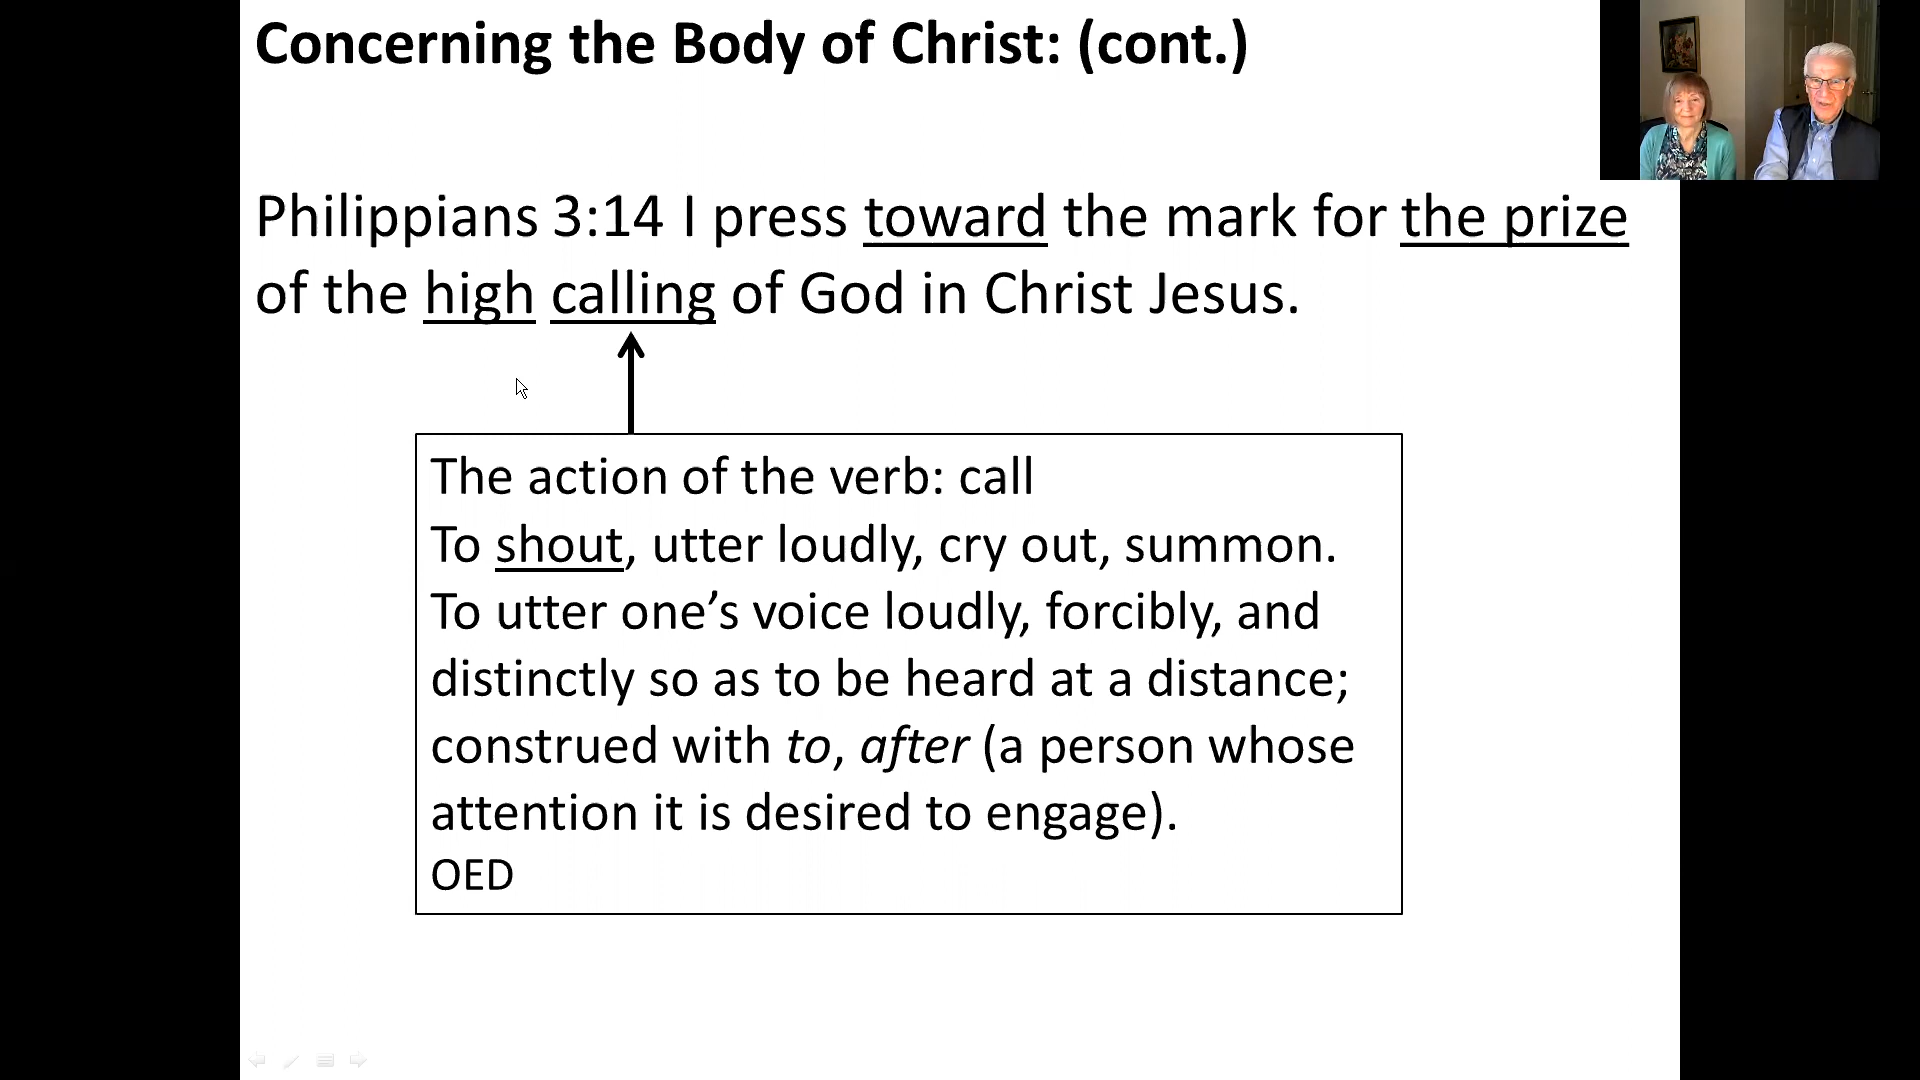 Concerning the Body of Christ: (cont.)
Philippians 3:14 I press toward the mark for the prize
of the high calling of God in Christ Jesus.
The action of the verb: call
To shout, utter loudly, cry out, summon.
To utter one’s voice loudly, forcibly, and
distinctly so as to be heard at a distance;
construed with to, after (a person whose
attention it is desired to engage).
OED